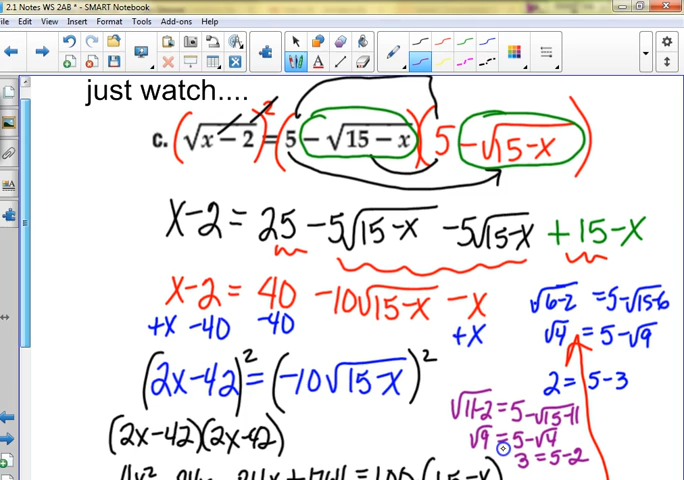 2.1 Notes WS 2AB * - SMART Notebook
Edit View Insert Format Tools Add-ons Help
just watch....
c. (√x – 2)² = (5 – √15 – x)(5 – √15-x)
x-2 = 25 -5√15-x -5√15-x +15-x
x-2 = 40 -10√15-x -x
+x -40 -40 +x
(2x-42)² = (-10√15-x)²
(2x-42)(2x-42)
√6-2 = 5-√15-6
√4 = 5-√9
2 = 5-3
√11-2 = 5-√15-11
√9 = 5-√4
3 = 5-2